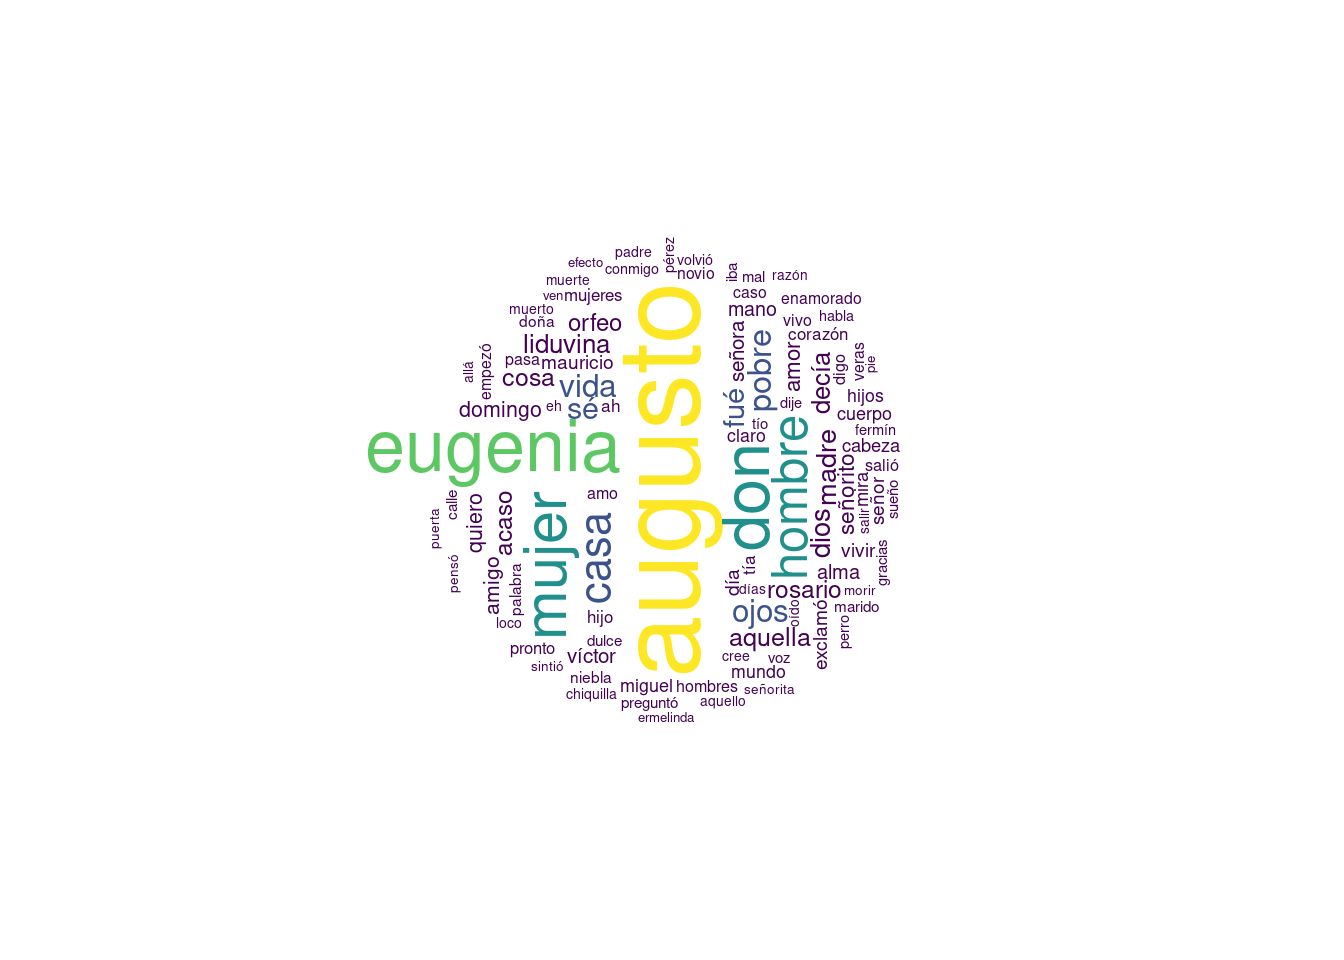 padre
pérez
volvió
efecto
conmigo
novio
iba
mal
razón
muerte
ven
mujeres
caso
enamorado
muerto
doña
orfeo
mano
vivo
habla
liduvina
señora
pobre
amor
corazón
allá
empezó
pasa
mauricio
digo
veras
pie
cosa
vida
augusto
decía
domingo
eh
sé
ah
fué
dije
hijos
cuerpo
tío
claro
fermín
eugenia
don
hombre
madre
cabeza
señorito
salió
mira
señor
sueño
salir
puerta
calle
quiero
acaso
mujer
amo
casa
dios
vivir
gracias
pensó
amigo
palabra
día
tía
días
alma
rosario
morir
loco
hijo
ojos
oído
marido
exclamó
perro
pronto
dulce
aquella
sintió
víctor
cree
voz
niebla
mundo
chiquilla
miguel
hombres
señorita
preguntó
aquello
ermelinda